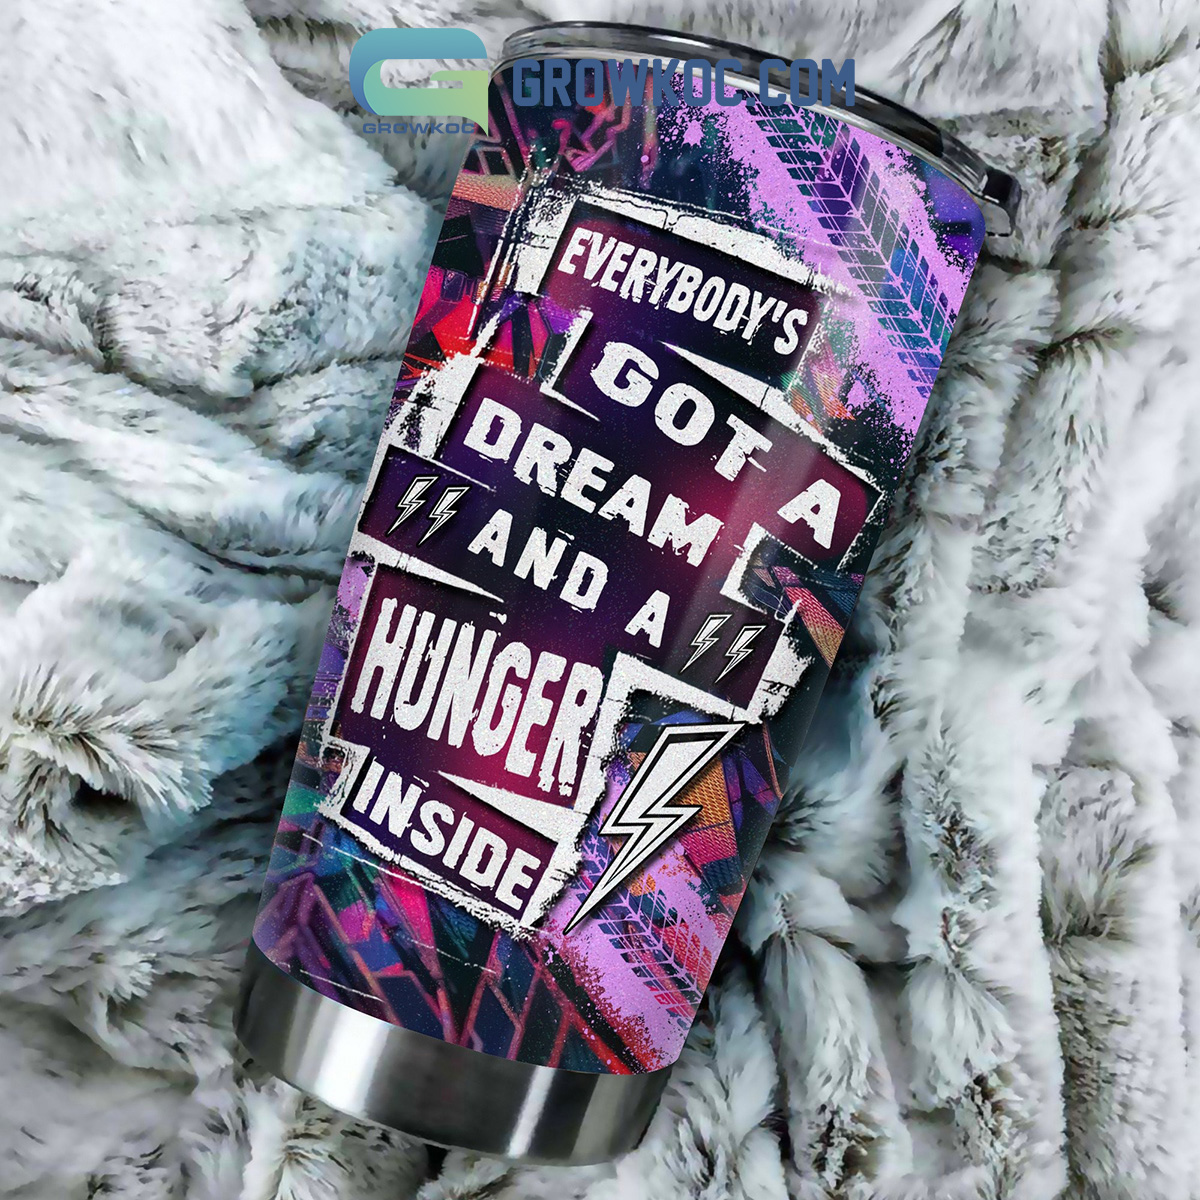 GROWKOC.COM
GROWKOC
EVERYBODY'S
GOT A
DREAM
AND A
HUNGER
INSIDE